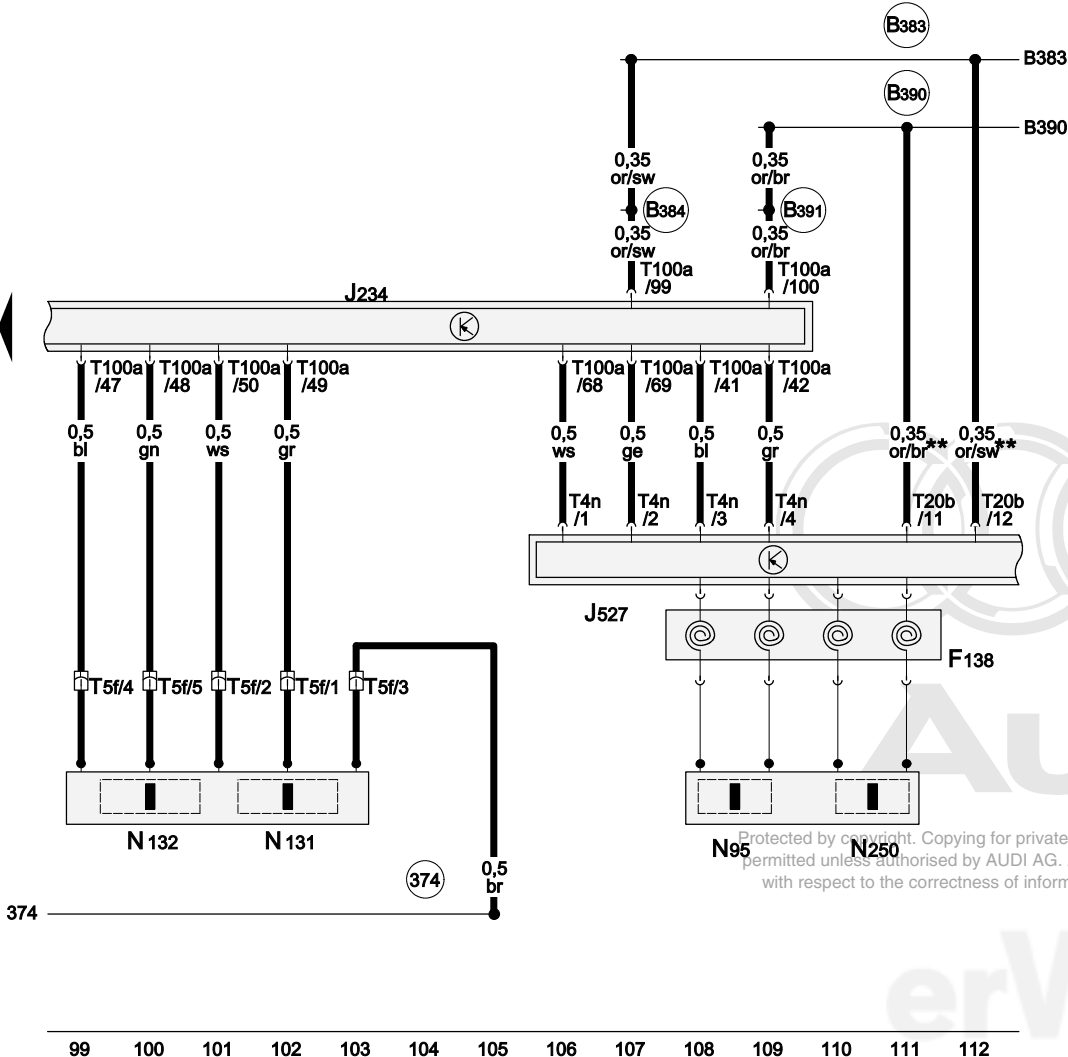 B383
B383
B390
B390
0,35
or/sw
0,35
or/br
B384
B391
0,35
or/sw
0,35
or/br
T100a
/99
T100a
/100
J234
T100a
/47
T100a
/48
T100a
/50
T100a
/49
T100a
/68
T100a
/69
T100a
/41
T100a
/42
0,5
bl
0,5
gn
0,5
ws
0,5
gr
0,5
ws
0,5
ge
0,5
bl
0,5
gr
0,35
or/br**
0,35
or/sw**
T4n
/1
T4n
/2
T4n
/3
T4n
/4
T20b
/11
T20b
/12
J527
F138
T5f/4
T5f/5
T5f/2
T5f/1
T5f/3
N132
N131
N95
N250
Protected by copyright. Copying for private
permitted unless authorised by AUDI AG.
with respect to the correctness of inform
Au
374
0,5
br
374
erW
99 100 101 102 103 104 105 106 107 108 109 110 111 112